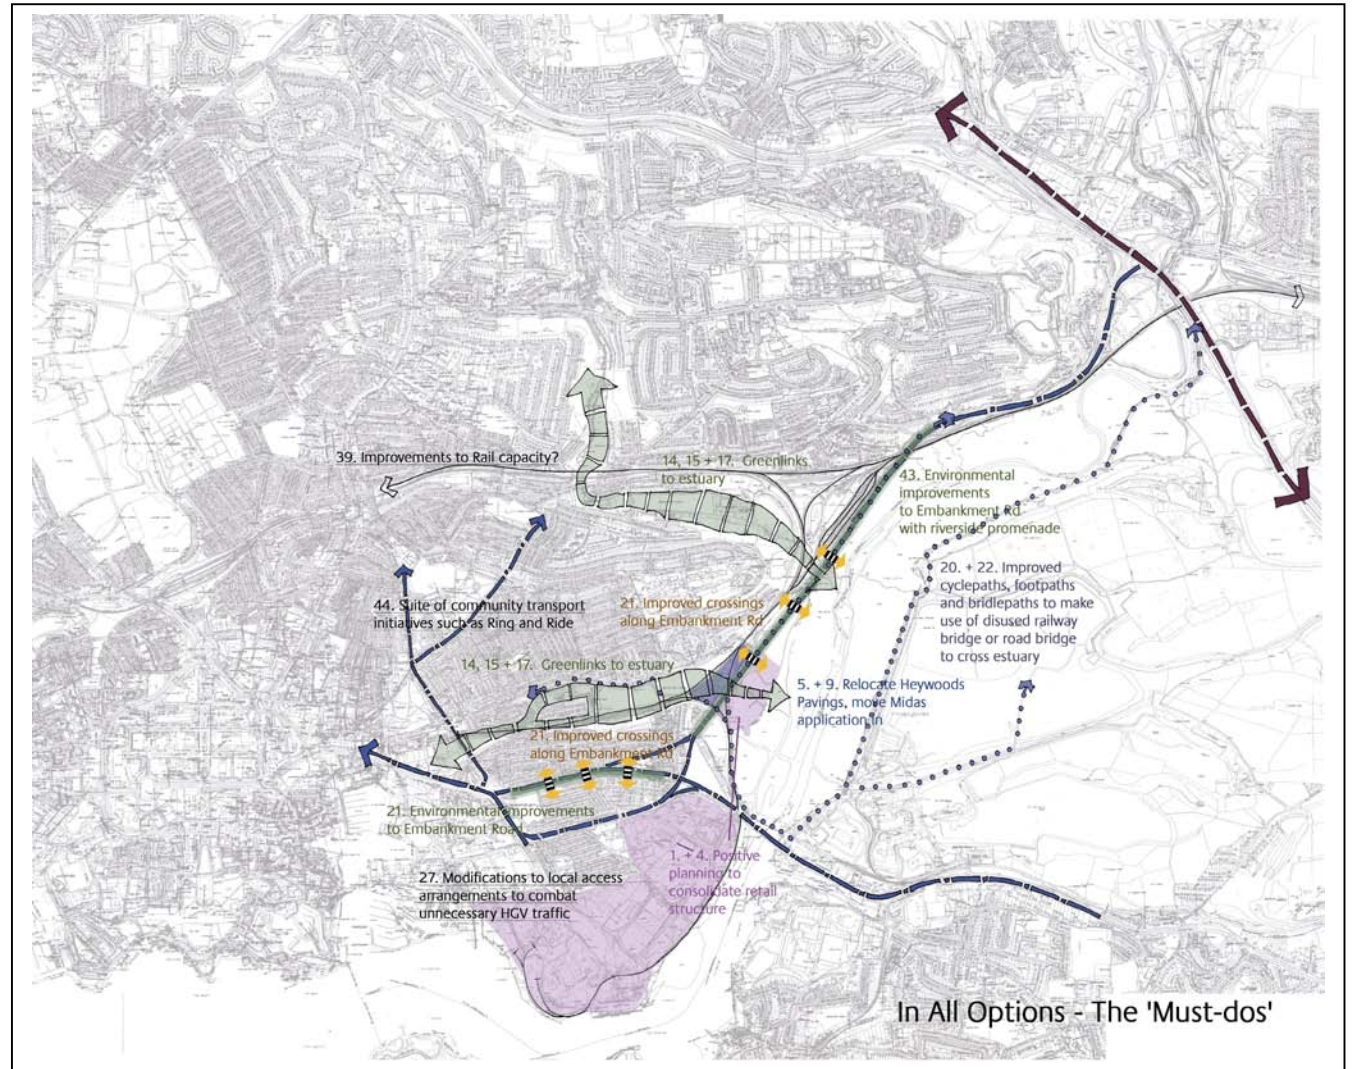 39. Improvements to Rail capacity?
14, 15 + 17. Greenlinks
to estuary
43. Environmental
improvements
to Embankment Rd
with riverside promenade
20. + 22. Improved
cyclepaths, footpaths
and bridlepaths to make
use of disused railway
bridge or road bridge
to cross estuary
44. Suite of community transport
initiatives such as Ring and Ride
21. Improved crossings
along Embankment Rd
14, 15 + 17. Greenlinks to estuary
5. + 9. Relocate Heywoods
Pavings, move Midas
application in
21. Improved crossings
along Embankment Rd
21. Environmental improvements
to Embankment Road
1. + 4. Positive
planning to
consolidate retail
structure
27. Modifications to local access
arrangements to combat
unnecessary HGV traffic
In All Options - The 'Must-dos'